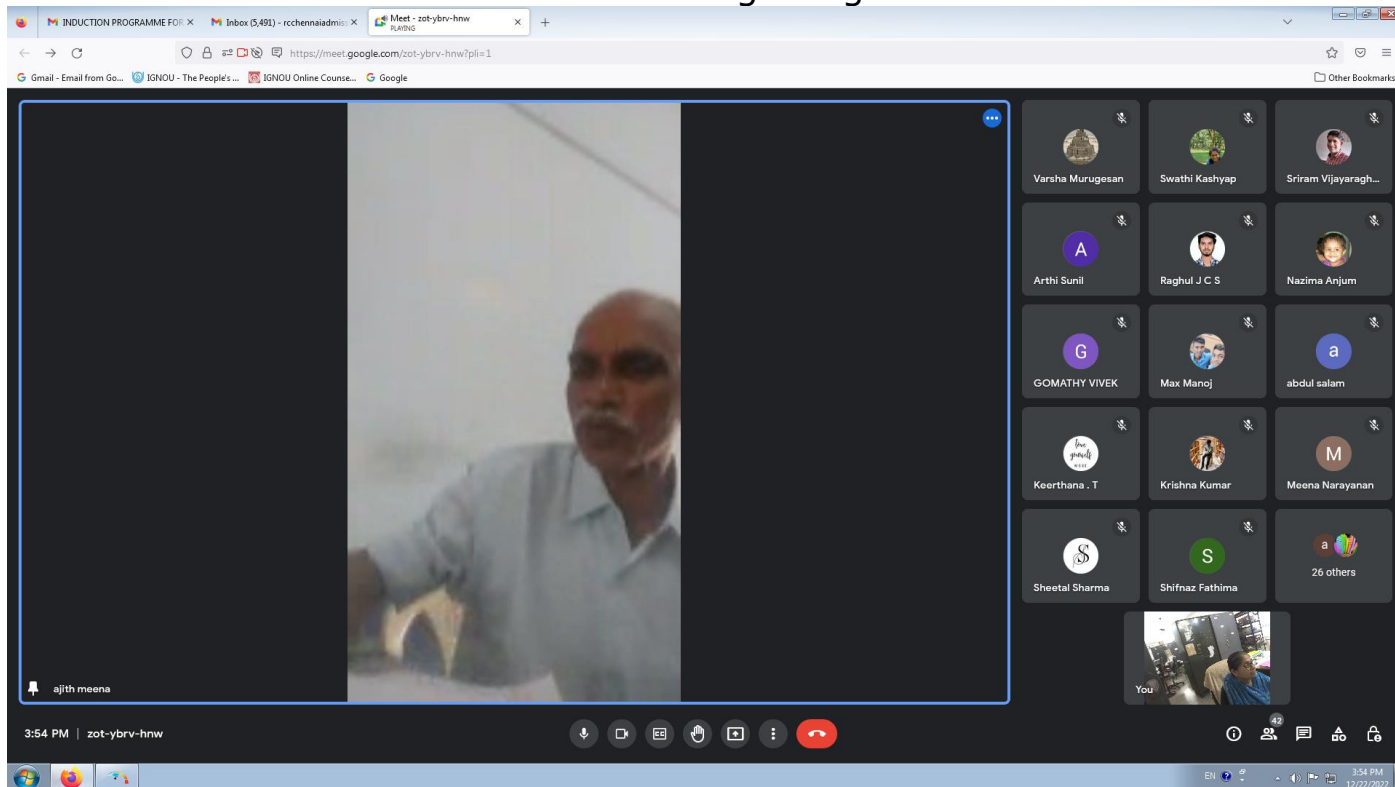 INDUCTION PROGRAMME FOR
Inbox (5,491) - rcchennaiadmiss
Meet - zot-ybrv-hnw
PLAYING
https://meet.google.com/zot-ybrv-hnw?pli=1
Gmail - Email from Go...
IGNOU - The People's ...
IGNOU Online Counse...
Google
Other Bookmarks
Varsha Murugesan
Swathi Kashyap
Sriram Vijayaragh...
A
Arthi Sunil
Raghul J C S
Nazima Anjum
G
GOMATHY VIVEK
Max Manoj
a
abdul salam
love
Keerthana . T
Krishna Kumar
M
Meena Narayanan
S
Sheetal Sharma
S
Shifnaz Fathima
a
26 others
You
ajith meena
3:54 PM | zot-ybrv-hnw
CC
42
EN
3:54 PM
12/22/2022